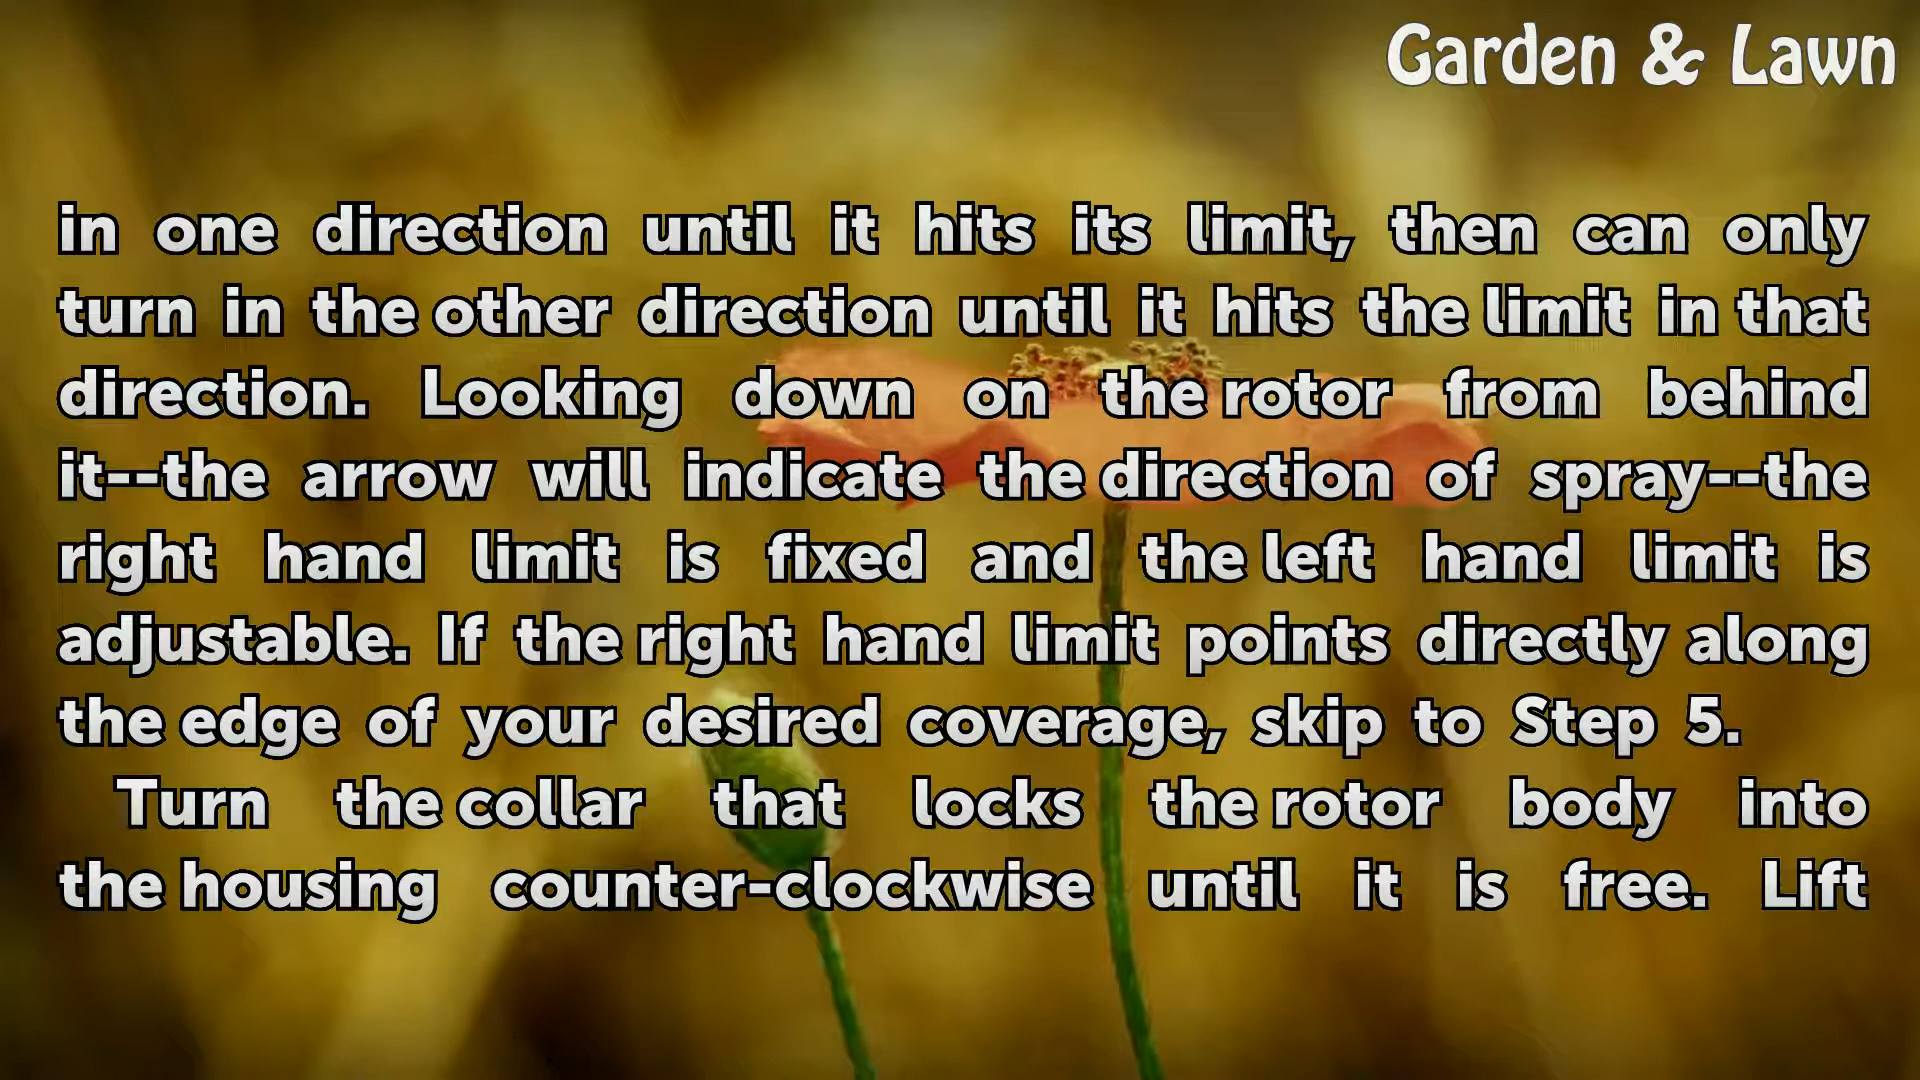 Garden & Lawn
in one direction until it hits its limit, then can only
turn in the other direction until it hits the limit in that
direction. Looking down on the rotor from behind
it--the arrow will indicate the direction of spray--the
right hand limit is fixed and the left hand limit is
adjustable. If the right hand limit points directly along
the edge of your desired coverage, skip to Step 5.
Turn the collar that locks the rotor body into
the housing counter-clockwise until it is free. Lift